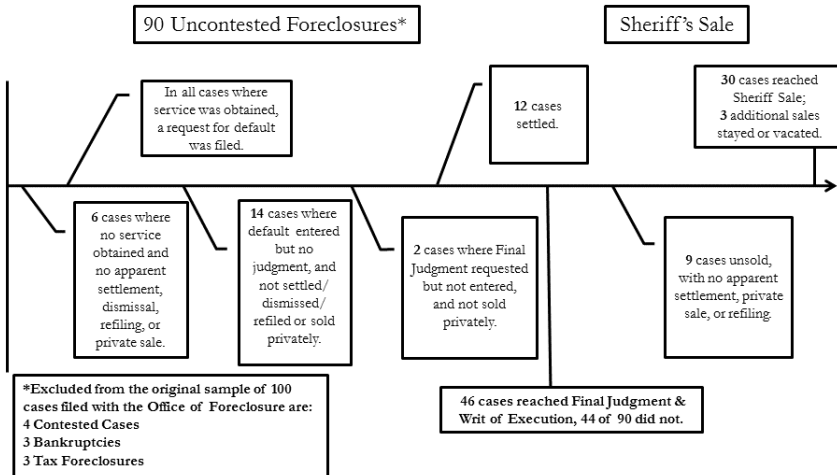 90 Uncontested Foreclosures*
Sheriff's Sale
In all cases where
service was obtained,
a request for default
was filed.
12 cases
settled.
30 cases reached
Sheriff Sale;
3 additional sales
stayed or vacated.
6 cases where
no service
obtained and
no apparent
settlement,
dismissal,
refiling, or
private sale.
14 cases where
default entered
but no
judgment, and
not settled/
dismissed/
refiled or sold
privately.
2 cases where Final
Judgment requested
but not entered,
and not sold
privately.
9 cases unsold,
with no apparent
settlement, private
sale, or refiling.
*Excluded from the original sample of 100
cases filed with the Office of Foreclosure are:
4 Contested Cases
3 Bankruptcies
3 Tax Foreclosures
46 cases reached Final Judgment &
Writ of Execution, 44 of 90 did not.